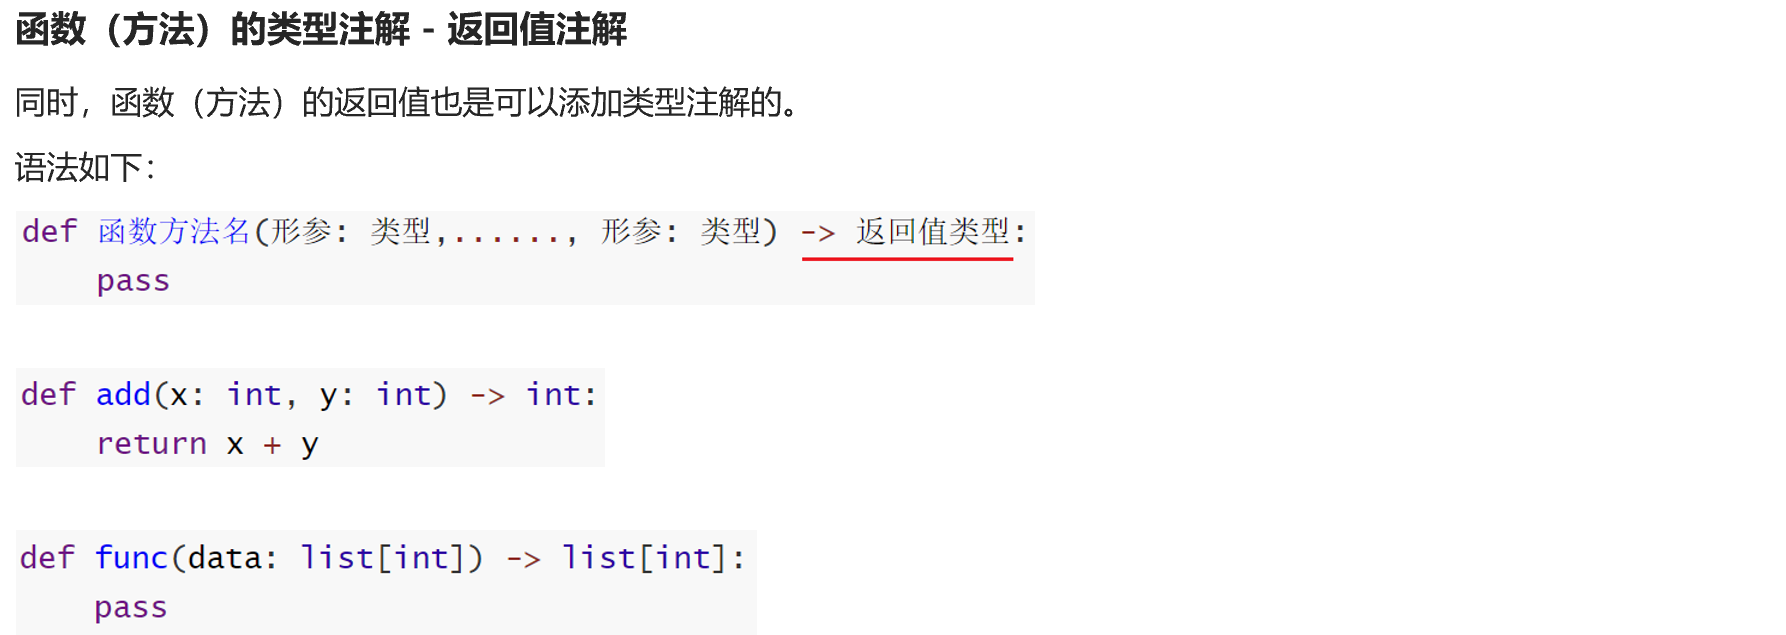 函数（方法）的类型注解 - 返回值注解
同时，函数（方法）的返回值也是可以添加类型注解的。
语法如下：
def 函数方法名(形参: 类型,......, 形参: 类型) -> 返回值类型:
    pass
def add(x: int, y: int) -> int:
    return x + y
def func(data: list[int]) -> list[int]:
    pass